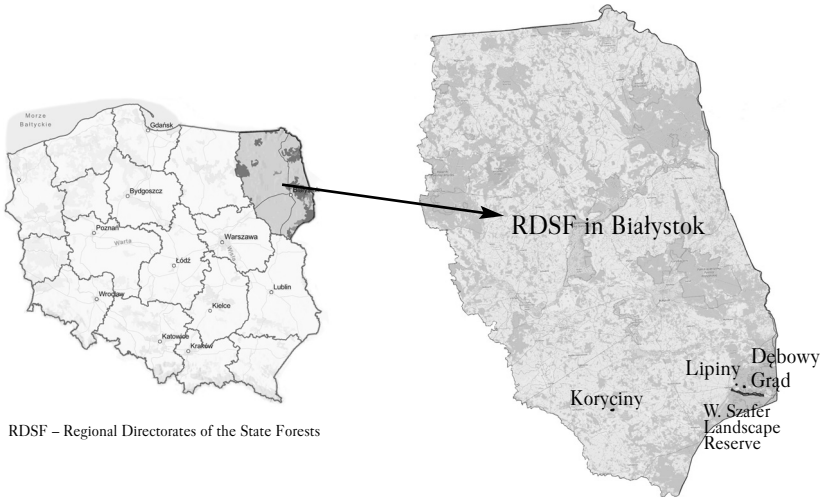 Morze
Bałtyckie
Gdańsk
Bydgoszcz
Poznań
Warta
Warszawa
Łódź
Lublin
Wrocław
Kielce
Katowice
Kraków
RDSF – Regional Directorates of the State Forests
RDSF in Białystok
Lipiny
Dębowy
Grąd
Koryciny
W. Szafer
Landscape
Reserve